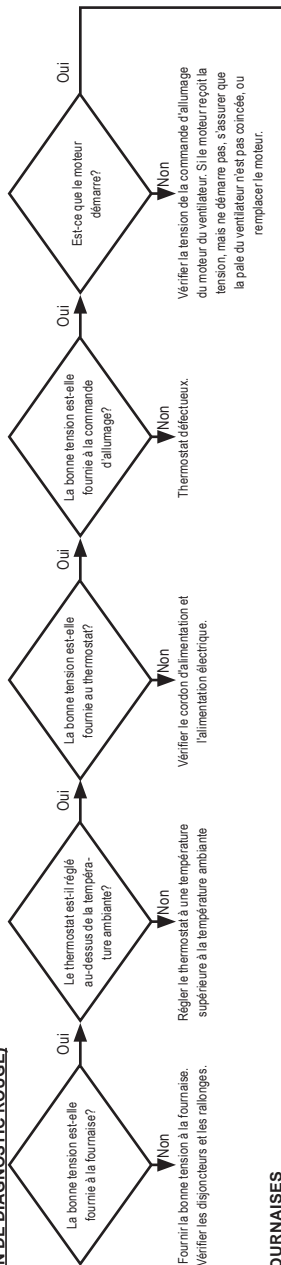 N DE DIAGNOSTIC ROUGE)
La bonne tension est-elle
fournie à la fournaise?
Oui
Non
Fournir la bonne tension à la fournaise.
Vérifier les disjoncteurs et les rallonges.
Le thermostat est-il réglé
au-dessus de la tempéra-
ture ambiante?
Oui
Non
Régler le thermostat à une température
supérieure à la température ambiante
La bonne tension est-elle
fournie au thermostat?
Oui
Non
Vérifier le cordon d'alimentation et
l'alimentation électrique.
La bonne tension est-elle
fournie à la commande
d'allumage?
Oui
Non
Thermostat défectueux.
Est-ce que le moteur
démarre?
Oui
Non
Vérifier la tension de la commande d'allumage
du moteur du ventilateur. Si le moteur reçoit la
tension, mais ne démarre pas, s'assurer que
la pale du ventilateur n'est pas coincée, ou
remplacer le moteur.
OURNAISES